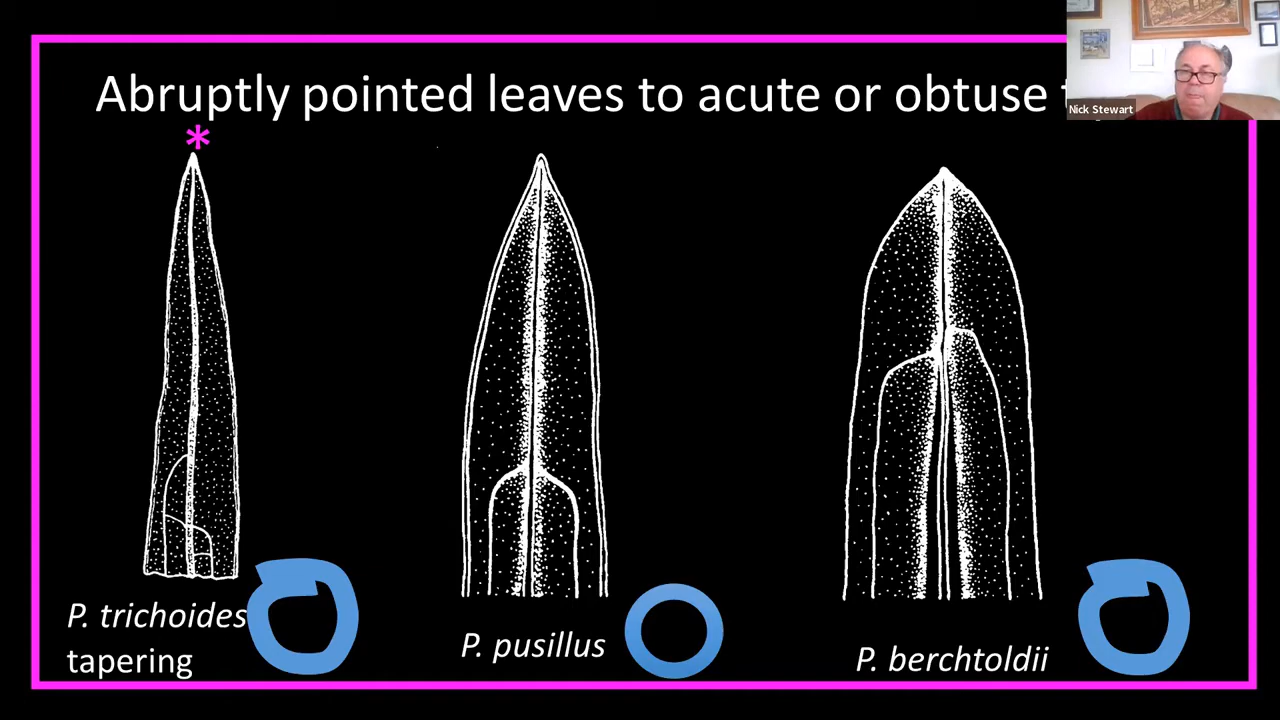 Abruptly pointed leaves to acute or obtuse
Nick Stewart
*
P. trichoides
tapering
P. pusillus
P. berchtoldii